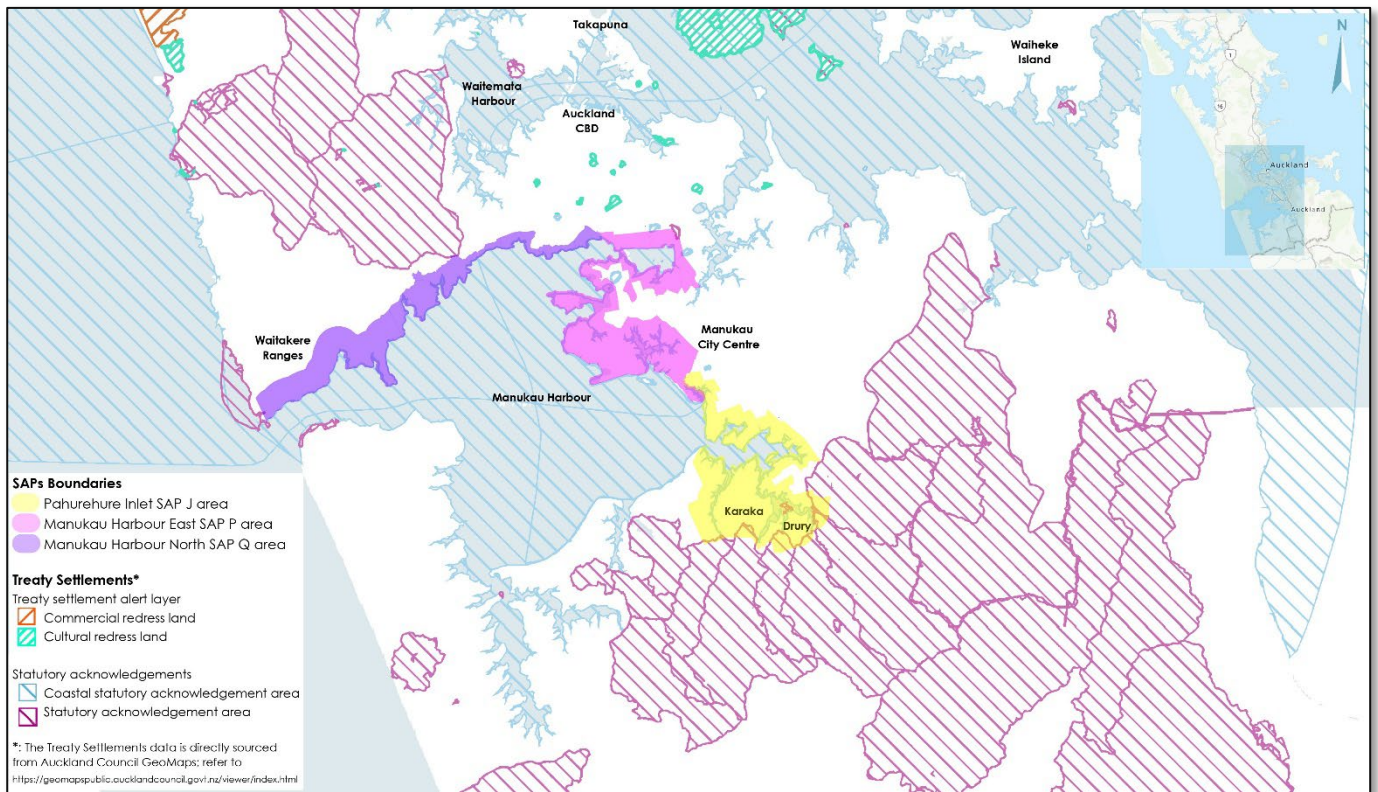 Takapuna
Waiheke
Island
Waitemata
Harbour
Auckland
CBD
N
1
16
Auckland
Auckland
Waitakere
Ranges
Manukau
City Centre
Manukau Harbour
Karaka
Drury
SAPs Boundaries
Pahurehure Inlet SAP J area
Manukau Harbour East SAP P area
Manukau Harbour North SAP Q area
Treaty Settlements*
Treaty settlement alert layer
Commercial redress land
Cultural redress land
Statutory acknowledgements
Coastal statutory acknowledgement area
Statutory acknowledgement area
*: The Treaty Settlements data is directly sourced
from Auckland Council GeoMaps; refer to
https://geomapspublic.aucklandcouncil.govt.nz/viewer/index.html